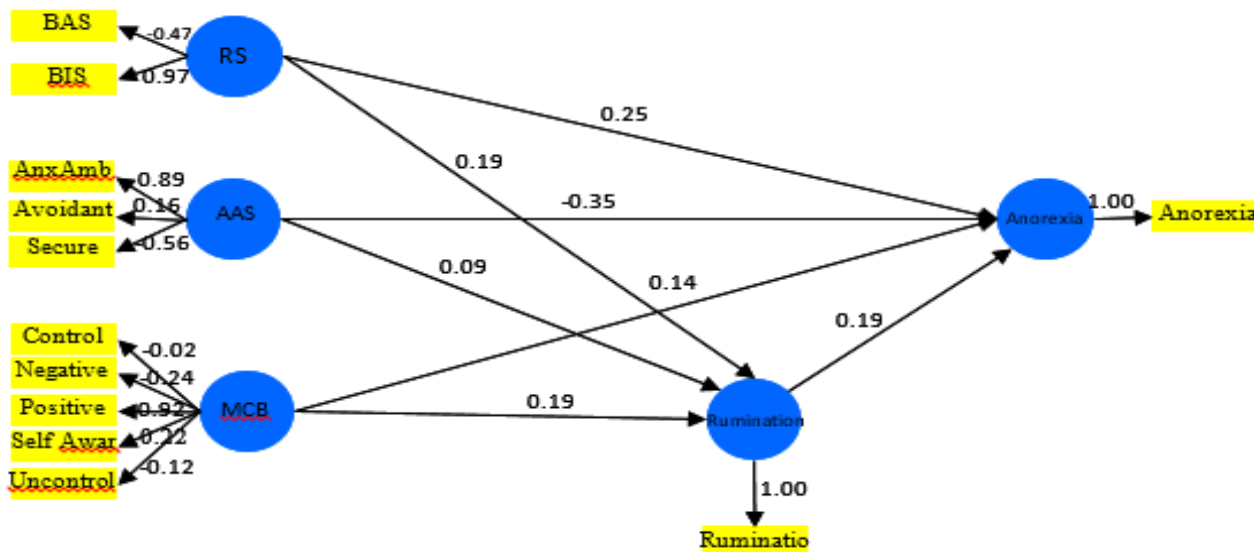 BAS
-0.47
RS
BIS
0.97
0.25
0.19
AnxAmb
0.89
Avoidant
0.16
AAS
-0.35
Anorexia
1.00
Anorexia
Secure
-0.56
0.09
0.14
Control
-0.02
0.19
Negative
-0.24
Positive
0.92
MCB
0.19
Rumination
Self Awar
0.22
Uncontrol
-0.12
1.00
Ruminatio